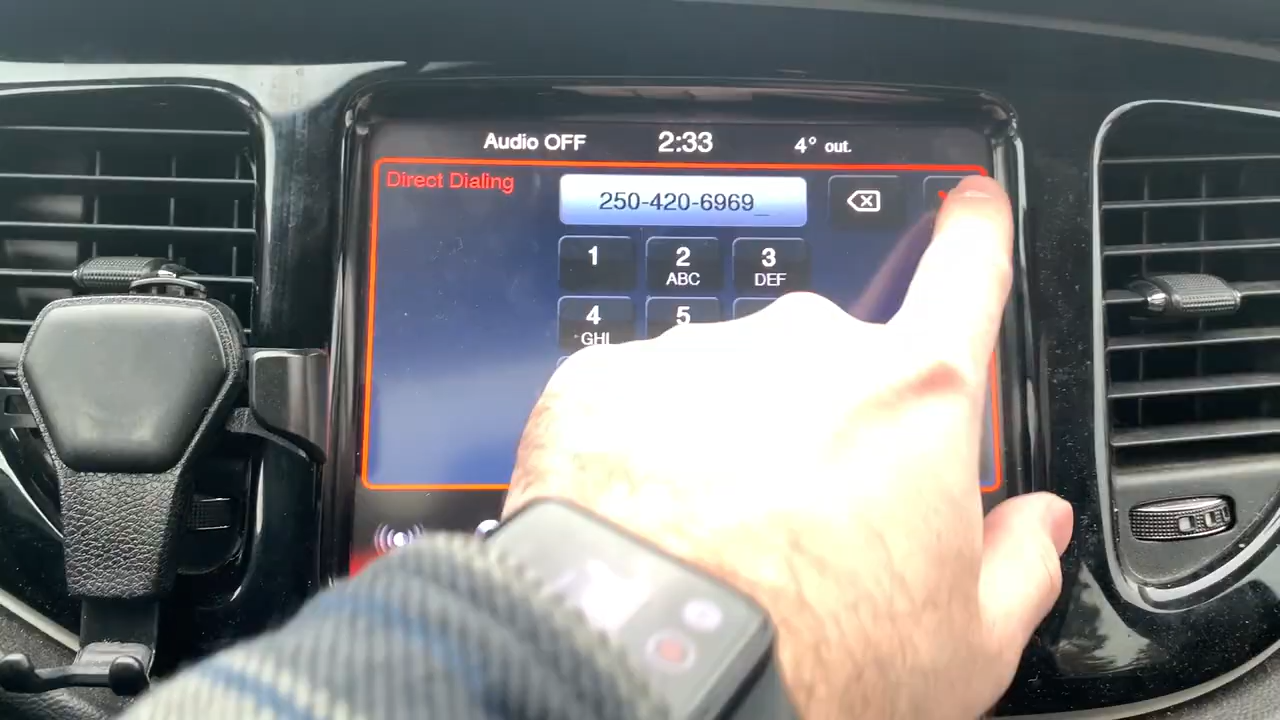 Audio OFF 2:33 4° out.
Direct Dialing 250-420-6969_
1 2 3
ABC DEF
4 5
GHI